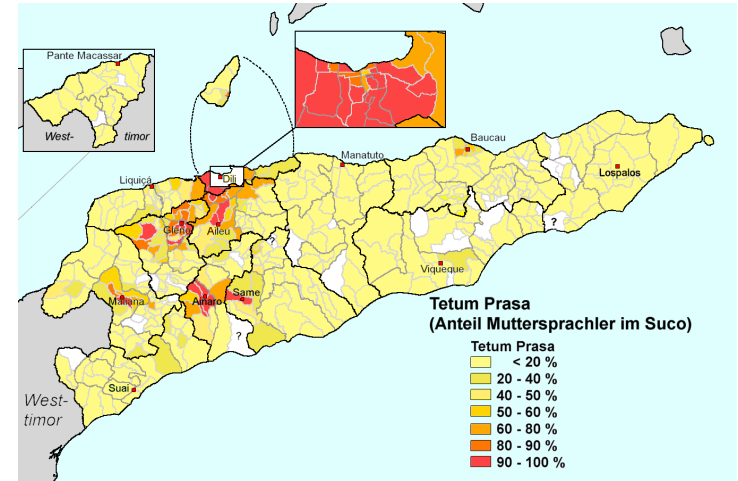 Pante Macassar
West-
timor
Baucau
Manatuto
Liquiçá
Dili
Lospalos
Gleno
Aileu
?
?
?
Viqueque
Maliana
Ainaro
Same
Suai
West-
timor
Tetum Prasa
(Anteil Muttersprachler im Suco)
Tetum Prasa
< 20 %
20 - 40 %
40 - 50 %
50 - 60 %
60 - 80 %
80 - 90 %
90 - 100 %